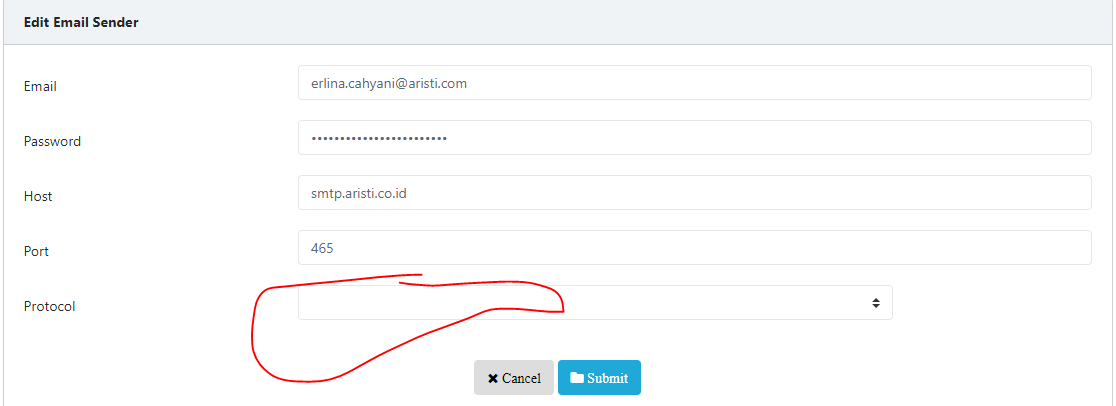 Edit Email Sender
Email erlina.cahyani@aristi.com
Password ••••••••••••••••••••••••
Host smtp.aristi.co.id
Port 465
Protocol
Cancel Submit